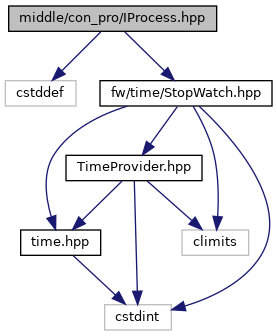 middle/con_pro/IProcess.hpp
cstddef
fw/time/StopWatch.hpp
TimeProvider.hpp
time.hpp
climits
cstdint